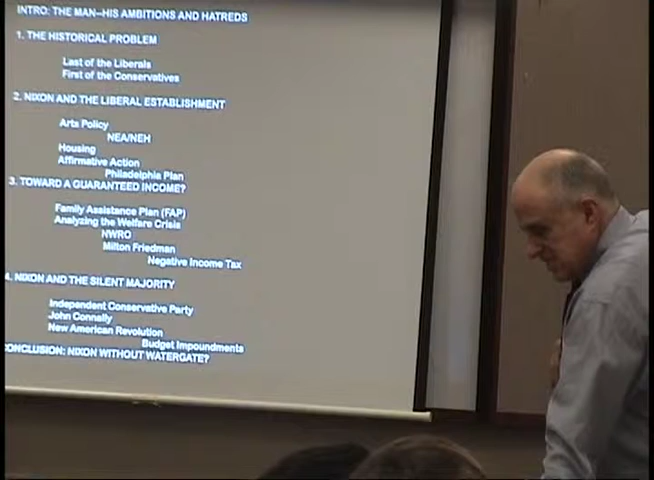 INTRO: THE MAN--HIS AMBITIONS AND HATREDS
1. THE HISTORICAL PROBLEM
Last of the Liberals
First of the Conservatives
2. NIXON AND THE LIBERAL ESTABLISHMENT
Arts Policy
NEA/NEH
Housing
Affirmative Action
Philadelphia Plan
3. TOWARD A GUARANTEED INCOME?
Family Assistance Plan (FAP)
Analyzing the Welfare Crisis
NWRO
Milton Friedman
Negative Income Tax
4. NIXON AND THE SILENT MAJORITY
Independent Conservative Party
John Connally
New American Revolution
Budget Impoundments
CONCLUSION: NIXON WITHOUT WATERGATE?